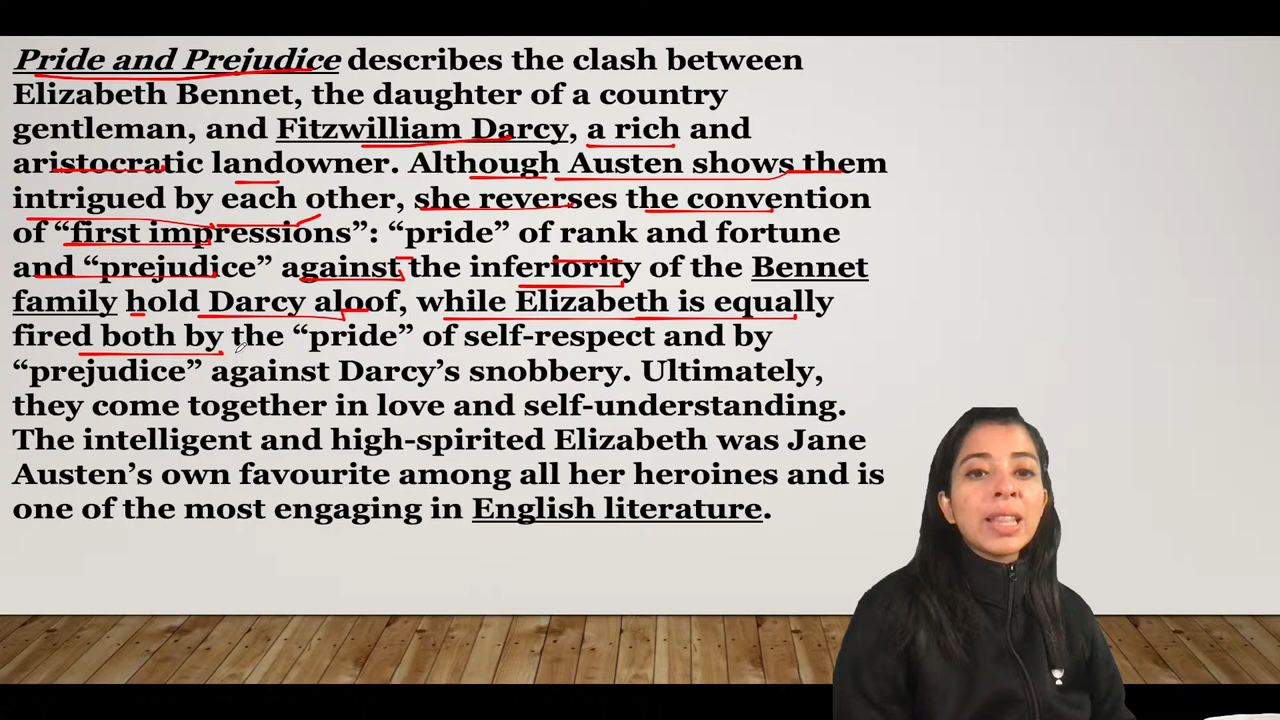 Pride and Prejudice describes the clash between
Elizabeth Bennet, the daughter of a country
gentleman, and Fitzwilliam Darcy, a rich and
aristocratic landowner. Although Austen shows them
intrigued by each other, she reverses the convention
of “first impressions”: “pride” of rank and fortune
and “prejudice” against the inferiority of the Bennet
family hold Darcy aloof, while Elizabeth is equally
fired both by the “pride” of self-respect and by
“prejudice” against Darcy’s snobbery. Ultimately,
they come together in love and self-understanding.
The intelligent and high-spirited Elizabeth was Jane
Austen’s own favourite among all her heroines and is
one of the most engaging in English literature.